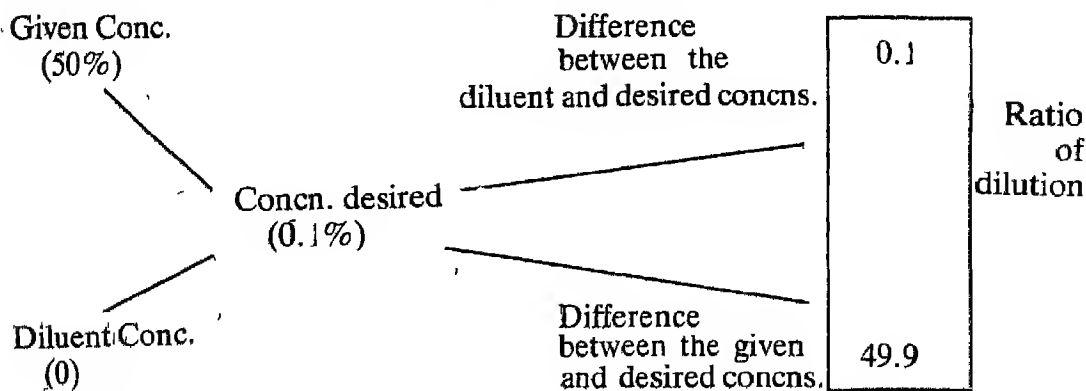 Given Conc.
(50%)
Difference
between the
diluent and desired concns.
0.1
Ratio
of
dilution
Concn. desired
(0.1%)
Diluent Conc.
(0)
Difference
between the given
and desired concns.
49.9